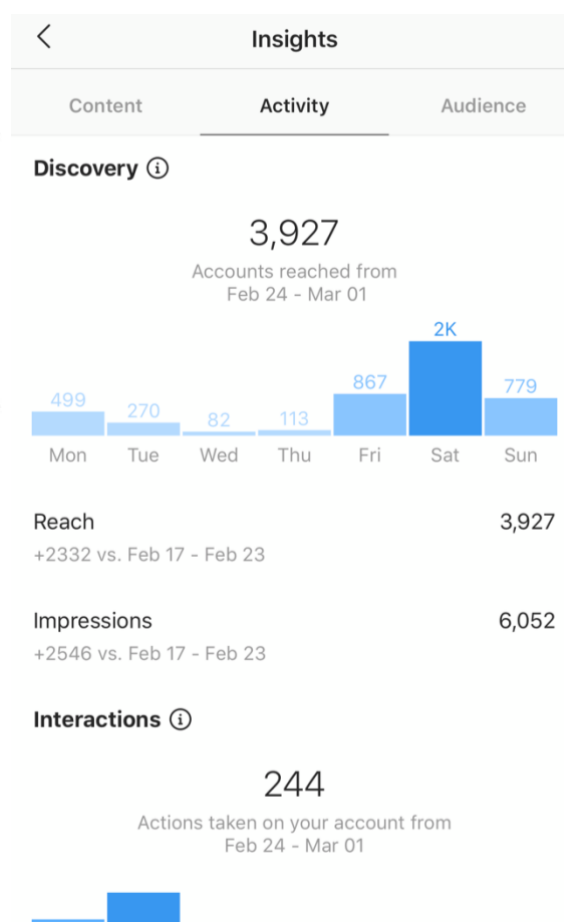 Insights
Content Activity Audience
Discovery
3,927
Accounts reached from
Feb 24 - Mar 01
499 270 82 113 867 2K 779
Mon Tue Wed Thu Fri Sat Sun
Reach 3,927
+2332 vs. Feb 17 - Feb 23
Impressions 6,052
+2546 vs. Feb 17 - Feb 23
Interactions
244
Actions taken on your account from
Feb 24 - Mar 01